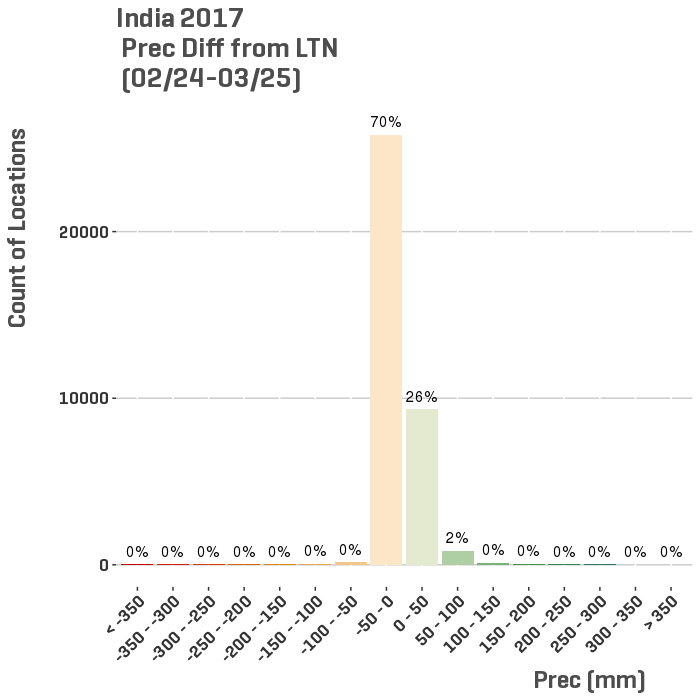 India 2017
Prec Diff from LTN
(02/24-03/25)
Count of Locations
20000
10000
0
0%
0%
0%
0%
0%
0%
0%
70%
26%
2%
0%
0%
0%
0%
0%
0%
< -350
-350 - -300
-300 - -250
-250 - -200
-200 - -150
-150 - -100
-100 - -50
-50 - 0
0 - 50
50 - 100
100 - 150
150 - 200
200 - 250
250 - 300
300 - 350
> 350
Prec (mm)